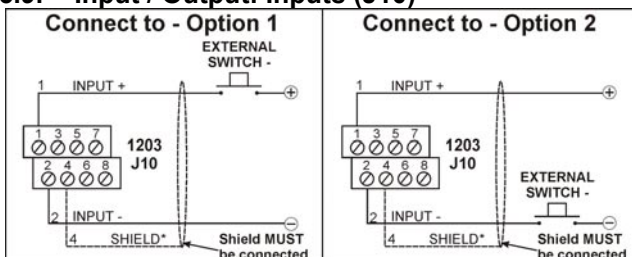 Input / Output: Inputs (J10)
Connect to - Option 1
EXTERNAL
SWITCH -
1 INPUT + +
1 3 5 7
2 4 6 8
1203
J10
2 INPUT - -
4 SHIELD*
Shield MUST
be connected
Connect to - Option 2
1 INPUT + +
1 3 5 7
2 4 6 8
1203
J10
EXTERNAL
SWITCH -
2 INPUT - -
4 SHIELD*
Shield MUST
be connected